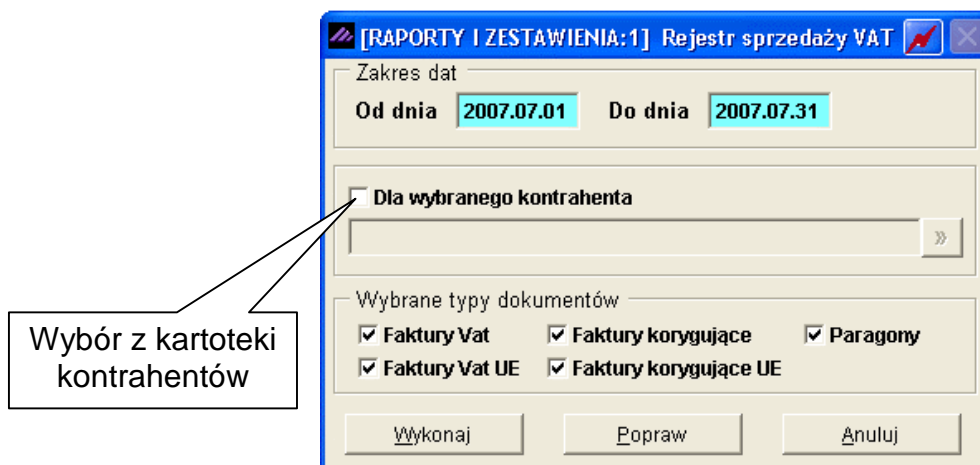 [RAPORTY I ZESTAWIENIA:1] Rejestr sprzedaży VAT
Zakres dat
Od dnia 2007.07.01 Do dnia 2007.07.31
Dla wybranego kontrahenta
»
Wybór z kartoteki
kontrahentów
Wybrane typy dokumentów
Faktury Vat Faktury korygujące Paragony
Faktury Vat UE Faktury korygujące UE
Wykonaj Popraw Anuluj